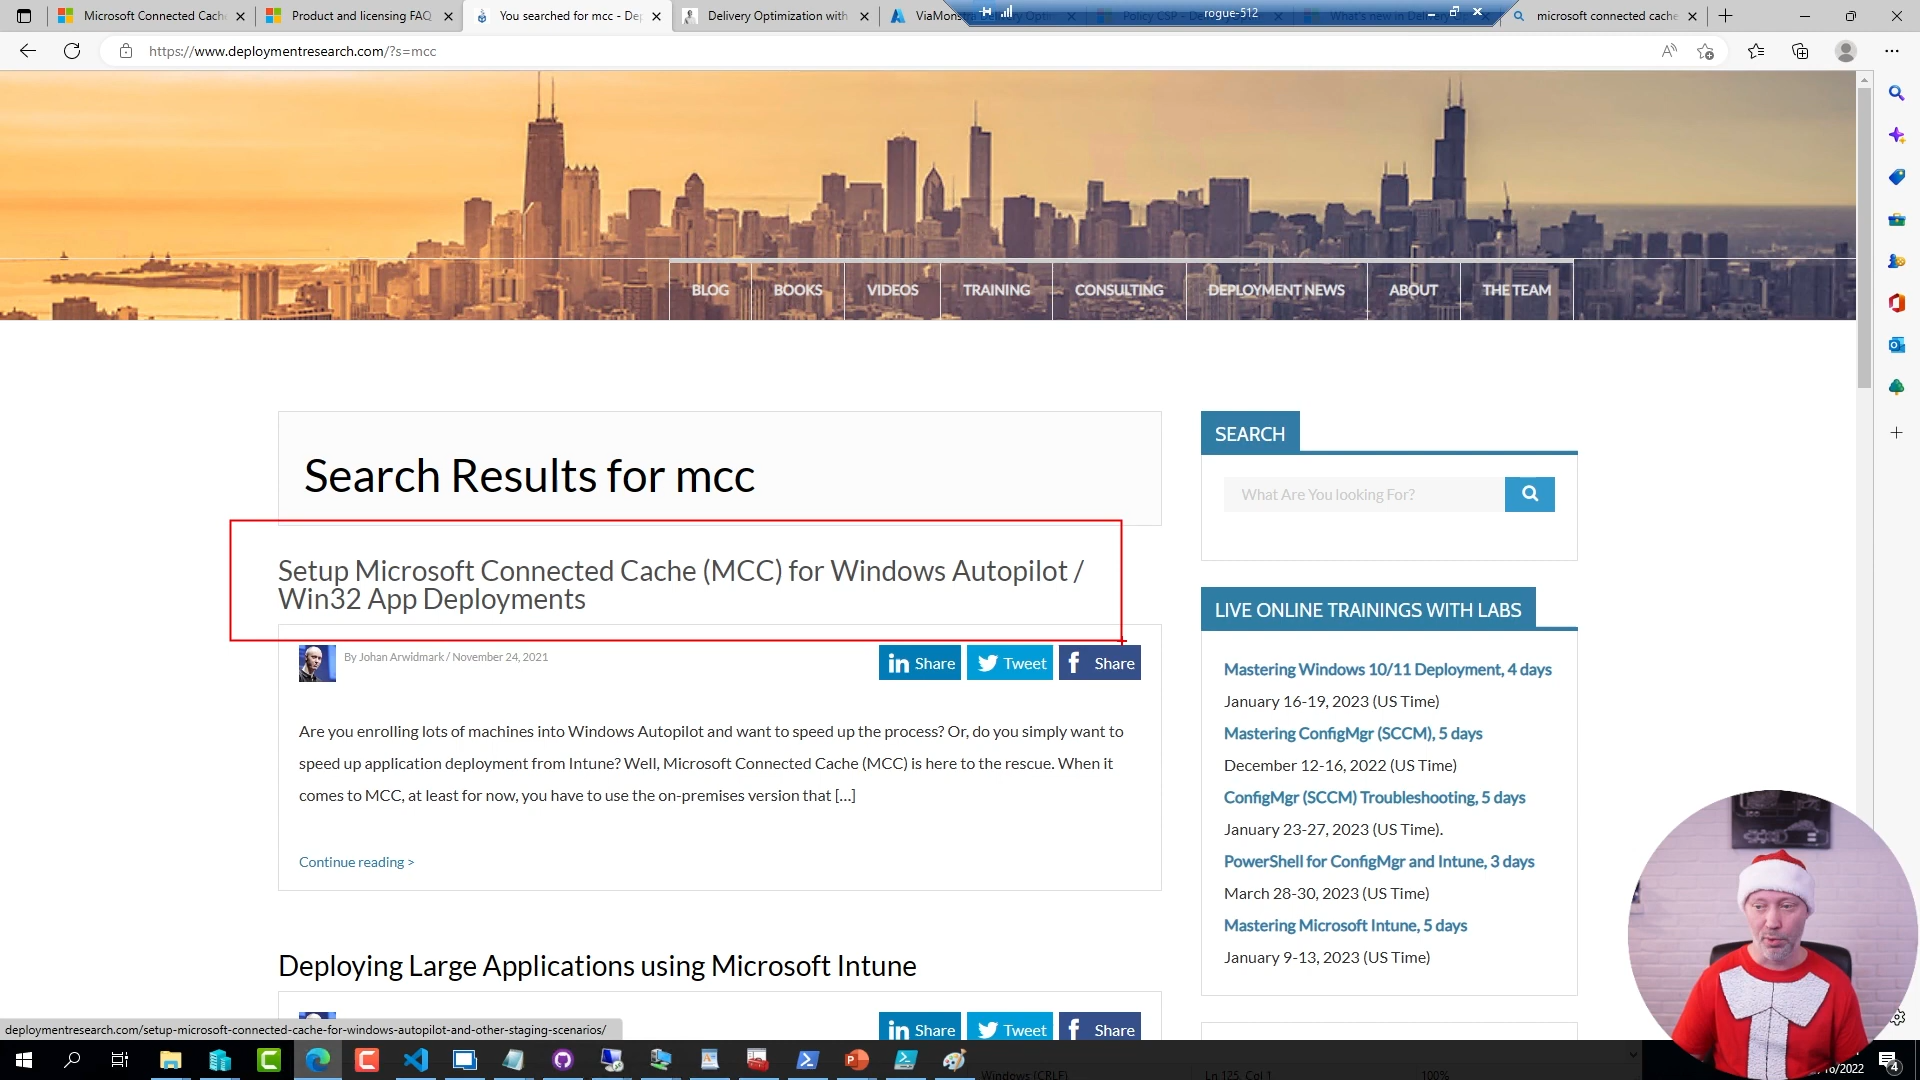 Microsoft Connected Cach
Product and licensing FAQ
You searched for mcc - De
Delivery Optimization with
rogue-512
microsoft connected cache
https://www.deploymentresearch.com/?s=mcc
BLOG
BOOKS
VIDEOS
TRAINING
CONSULTING
DEPLOYMENT NEWS
ABOUT
THE TEAM
Search Results for mcc
Setup Microsoft Connected Cache (MCC) for Windows Autopilot /
Win32 App Deployments
By Johan Arwidmark / November 24, 2021
Share
Tweet
Share
Are you enrolling lots of machines into Windows Autopilot and want to speed up the process? Or, do you simply want to
speed up application deployment from Intune? Well, Microsoft Connected Cache (MCC) is here to the rescue. When it
comes to MCC, at least for now, you have to use the on-premises version that […]
Continue reading >
Deploying Large Applications using Microsoft Intune
Share
Tweet
Share
SEARCH
What Are You looking For?
LIVE ONLINE TRAININGS WITH LABS
Mastering Windows 10/11 Deployment, 4 days
January 16-19, 2023 (US Time)
Mastering ConfigMgr (SCCM), 5 days
December 12-16, 2022 (US Time)
ConfigMgr (SCCM) Troubleshooting, 5 days
January 23-27, 2023 (US Time).
PowerShell for ConfigMgr and Intune, 3 days
March 28-30, 2023 (US Time)
Mastering Microsoft Intune, 5 days
January 9-13, 2023 (US Time)
deploymentresearch.com/setup-microsoft-connected-cache-for-windows-autopilot-and-other-staging-scenarios/
Windows (CRLF)
Ln 125, Col 1
100%
/2022
4